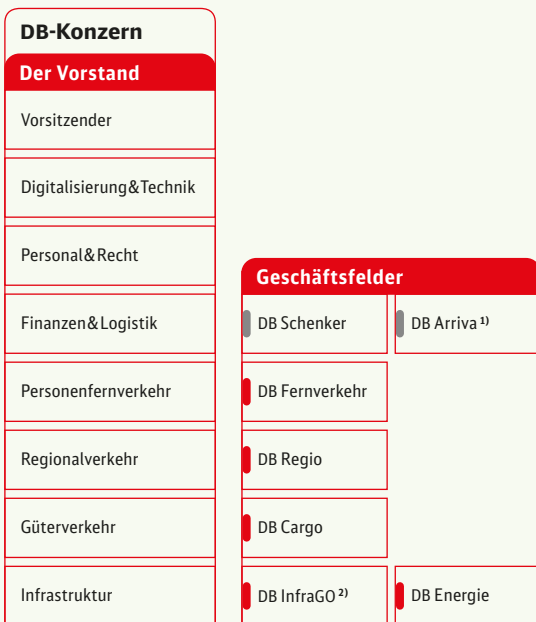 DB-Konzern
Der Vorstand
Vorsitzender
Digitalisierung&Technik
Personal&Recht
Geschäftsfelder
Finanzen&Logistik
DB Schenker
DB Arriva ¹⁾
Personenfernverkehr
DB Fernverkehr
Regionalverkehr
DB Regio
Güterverkehr
DB Cargo
Infrastruktur
DB InfraGO ²⁾
DB Energie